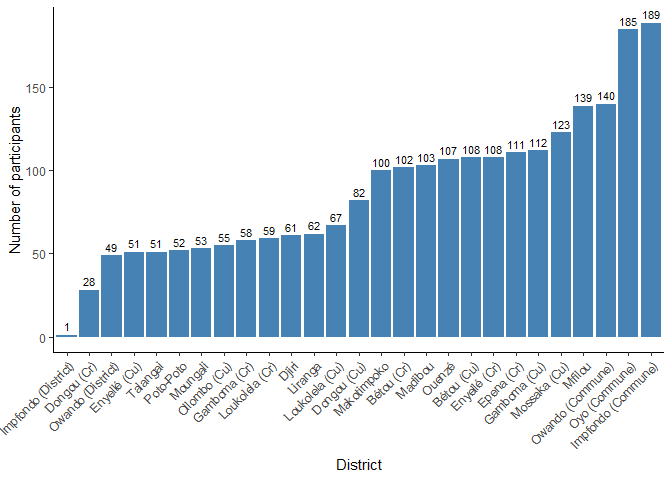 Number of participants
150
100
50
0
1
28
49
51
51
52
53
55
58
59
61
62
67
82
100
102
103
107
108
108
111
112
123
139
140
185
189
Impfondo (District)
Dongou (Cr)
Owando (District)
Enyellé (Cu)
Talangaï
Poto-Poto
Moungali
Ollombo (Cu)
Gamboma (Cr)
Loukoléla (Cr)
Djiri
Liranga
Loukolela (Cu)
Dongou (Cu)
Makotimpoko
Bétou (Cr)
Madibou
Ouenzé
Bétou (Cu)
Enyellé (Cr)
Epena (Cr)
Gamboma (Cu)
Mossaka (Cu)
Mfilou
Owando (Commune)
Oyo (Commune)
Impfondo (Commune)
District